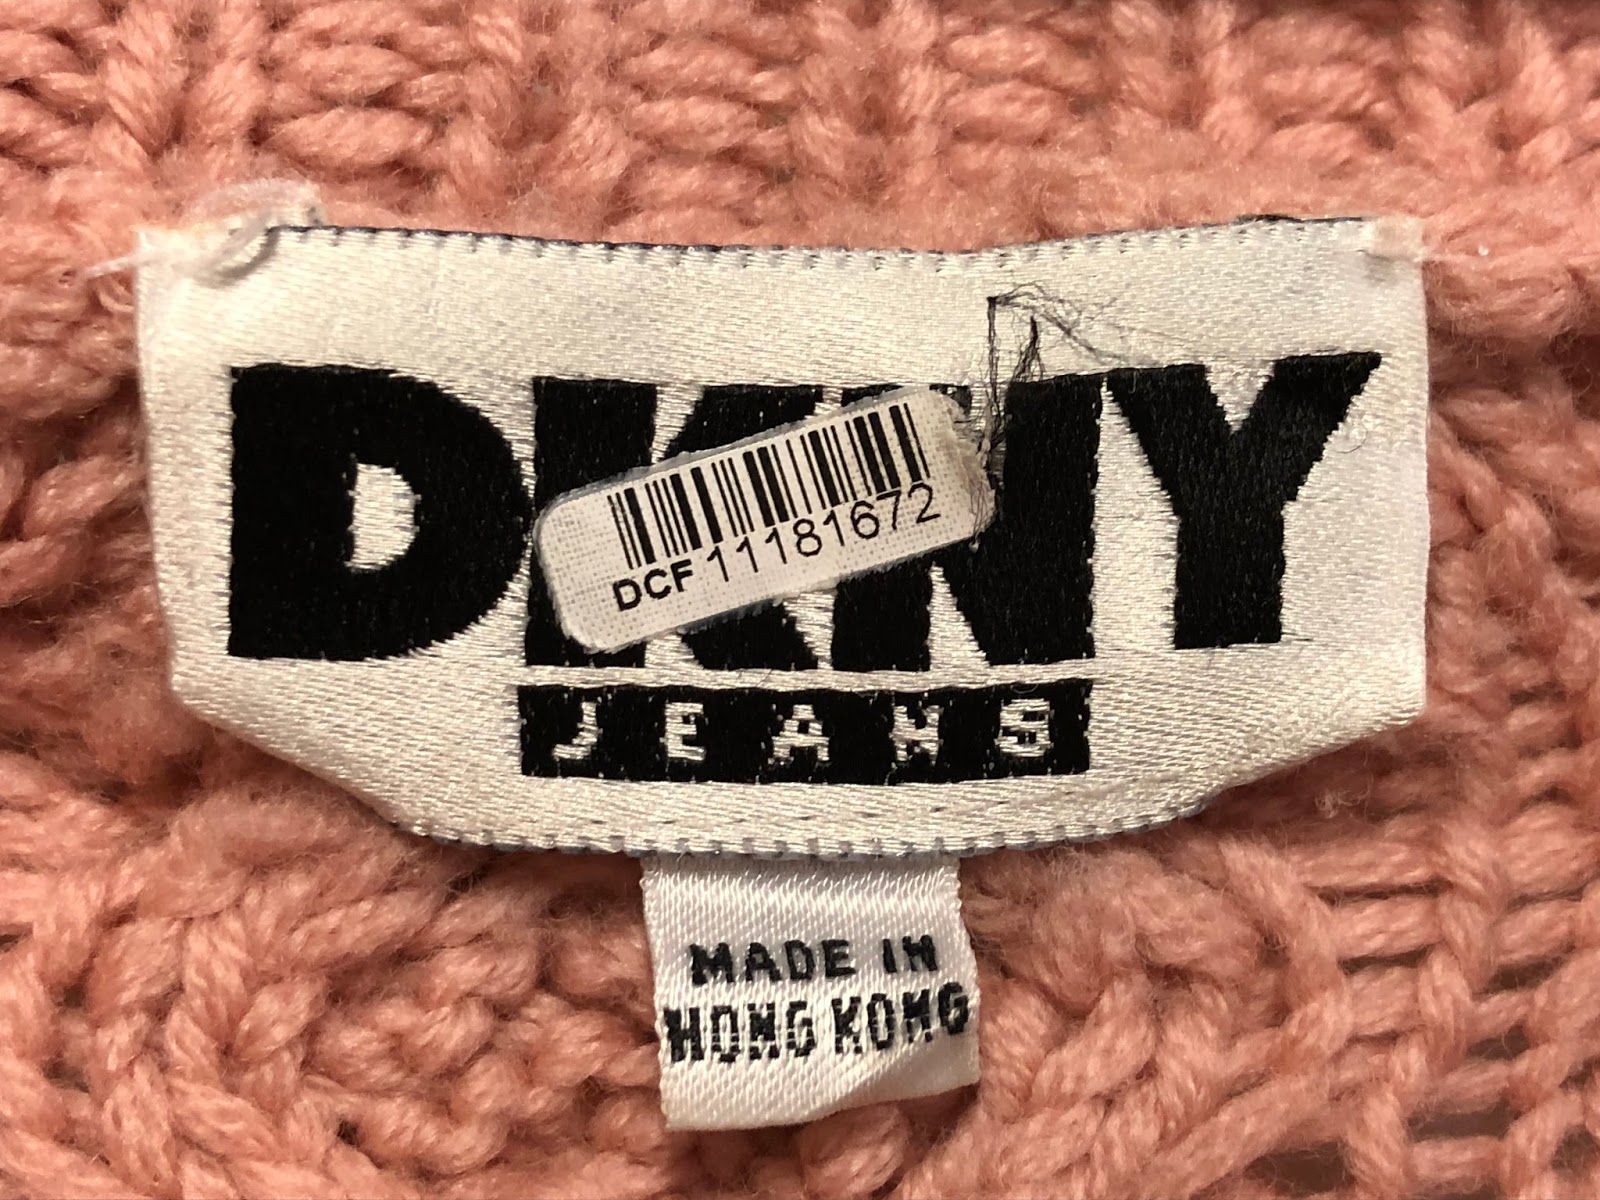 DKNY
DCF 11181672
JEANS
MADE IN
HONG KONG